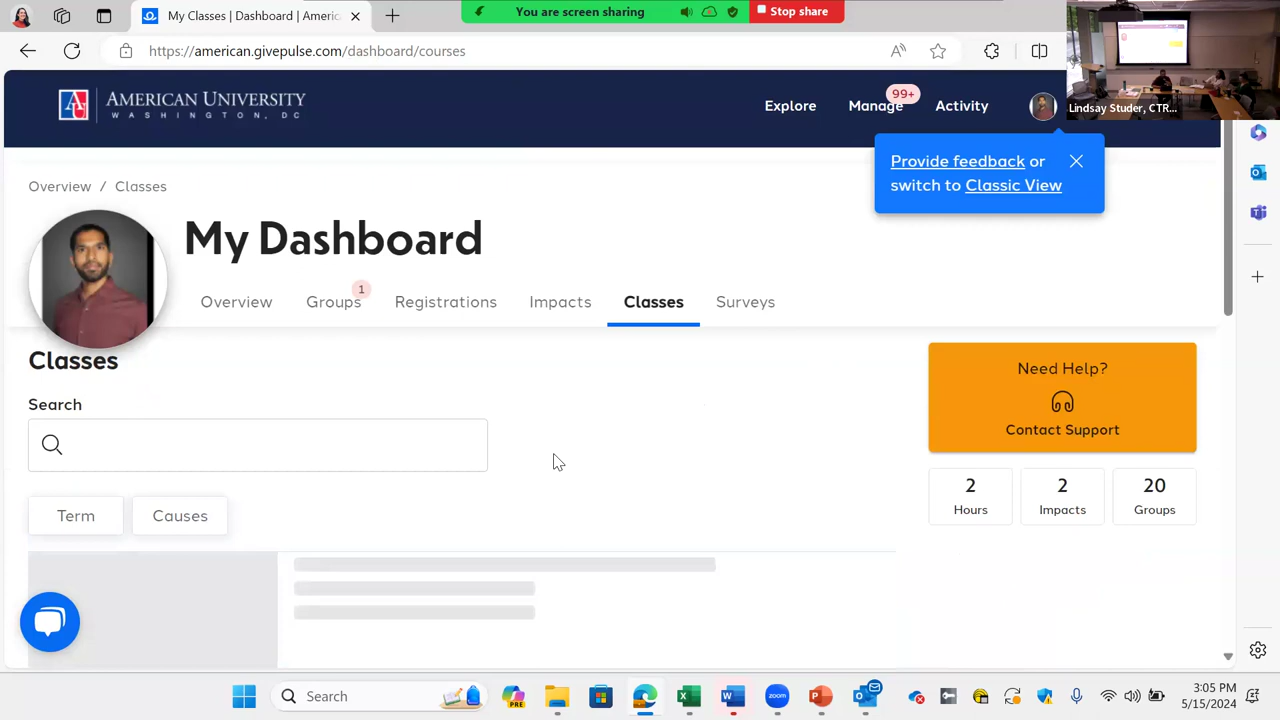 My Classes | Dashboard | Ameri
You are screen sharing
Stop share
https://american.givepulse.com/dashboard/courses
AMERICAN UNIVERSITY
WASHINGTON, DC
Explore
Manage
99+
Activity
Lindsay Studer, CTR...
Provide feedback or
switch to Classic View
Overview / Classes
My Dashboard
Overview
Groups
1
Registrations
Impacts
Classes
Surveys
Classes
Search
Term
Causes
Need Help?
Contact Support
2
Hours
2
Impacts
20
Groups
Search
3:05 PM
5/15/2024